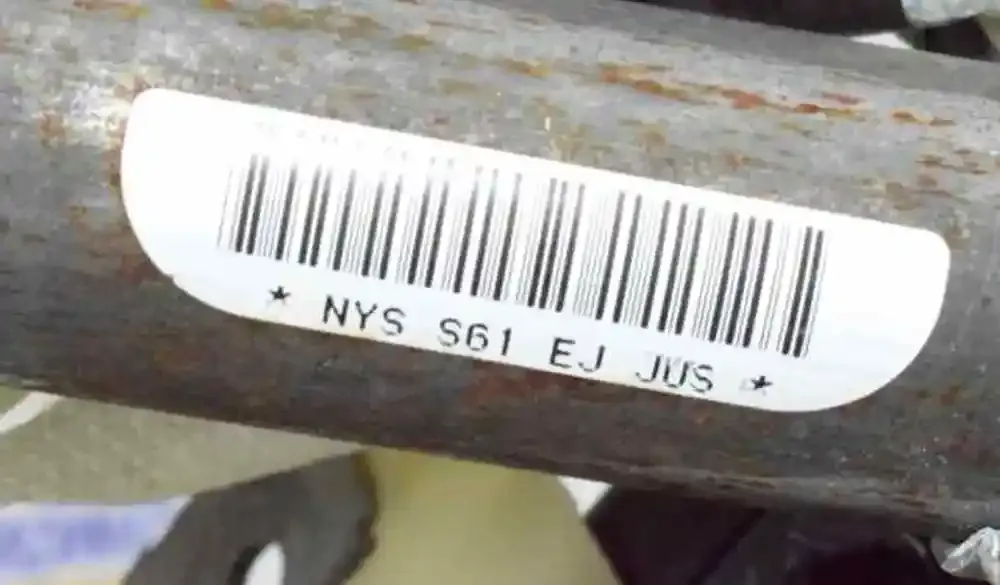 * NYS S61 EJ JUS *